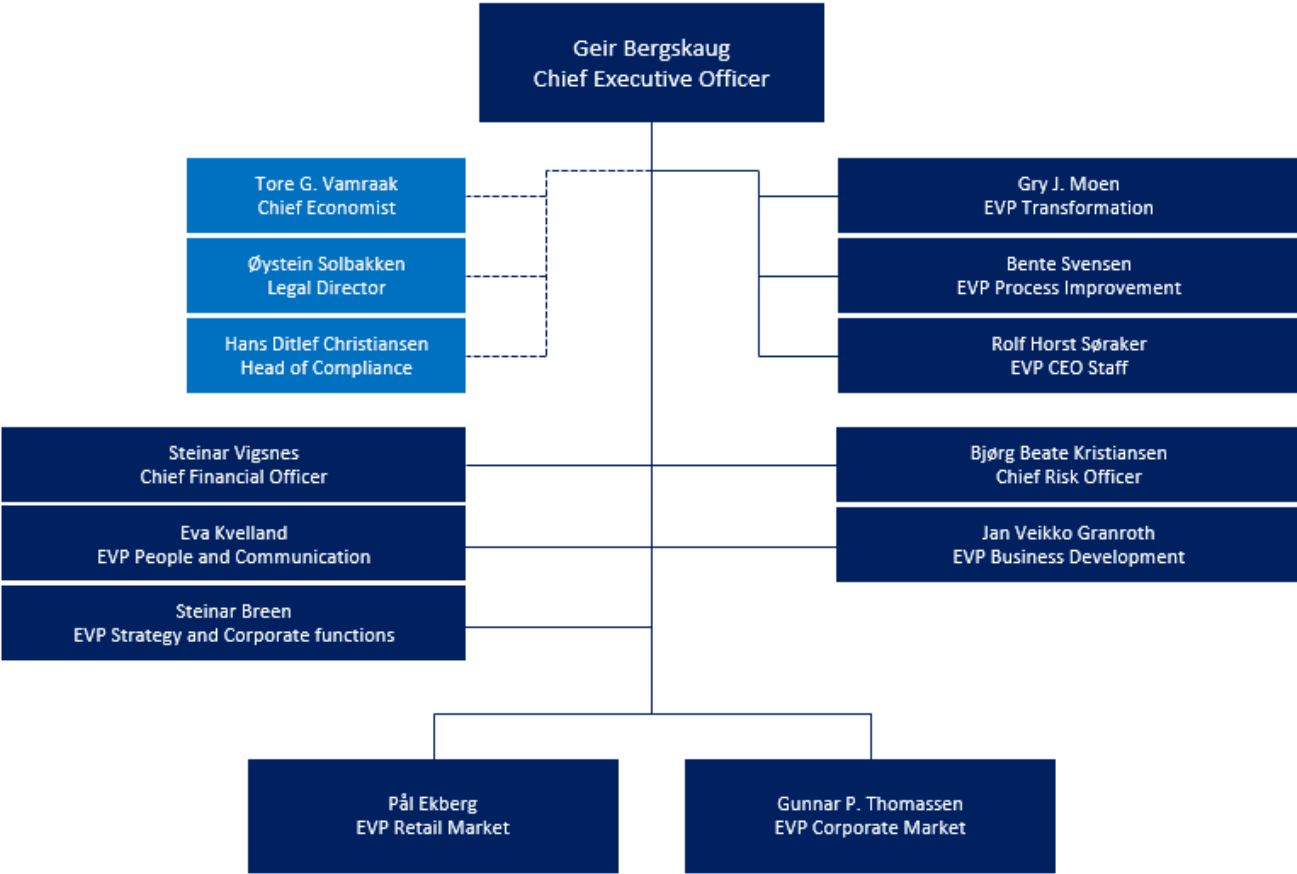 Geir Bergskaug
Chief Executive Officer
Tore G. Vamraak
Chief Economist
Øystein Solbakken
Legal Director
Hans Ditlef Christiansen
Head of Compliance
Gry J. Moen
EVP Transformation
Bente Svensen
EVP Process Improvement
Rolf Horst Søraker
EVP CEO Staff
Steinar Vigsnes
Chief Financial Officer
Eva Kvelland
EVP People and Communication
Steinar Breen
EVP Strategy and Corporate functions
Bjørg Beate Kristiansen
Chief Risk Officer
Jan Veikko Granroth
EVP Business Development
Pål Ekberg
EVP Retail Market
Gunnar P. Thomassen
EVP Corporate Market